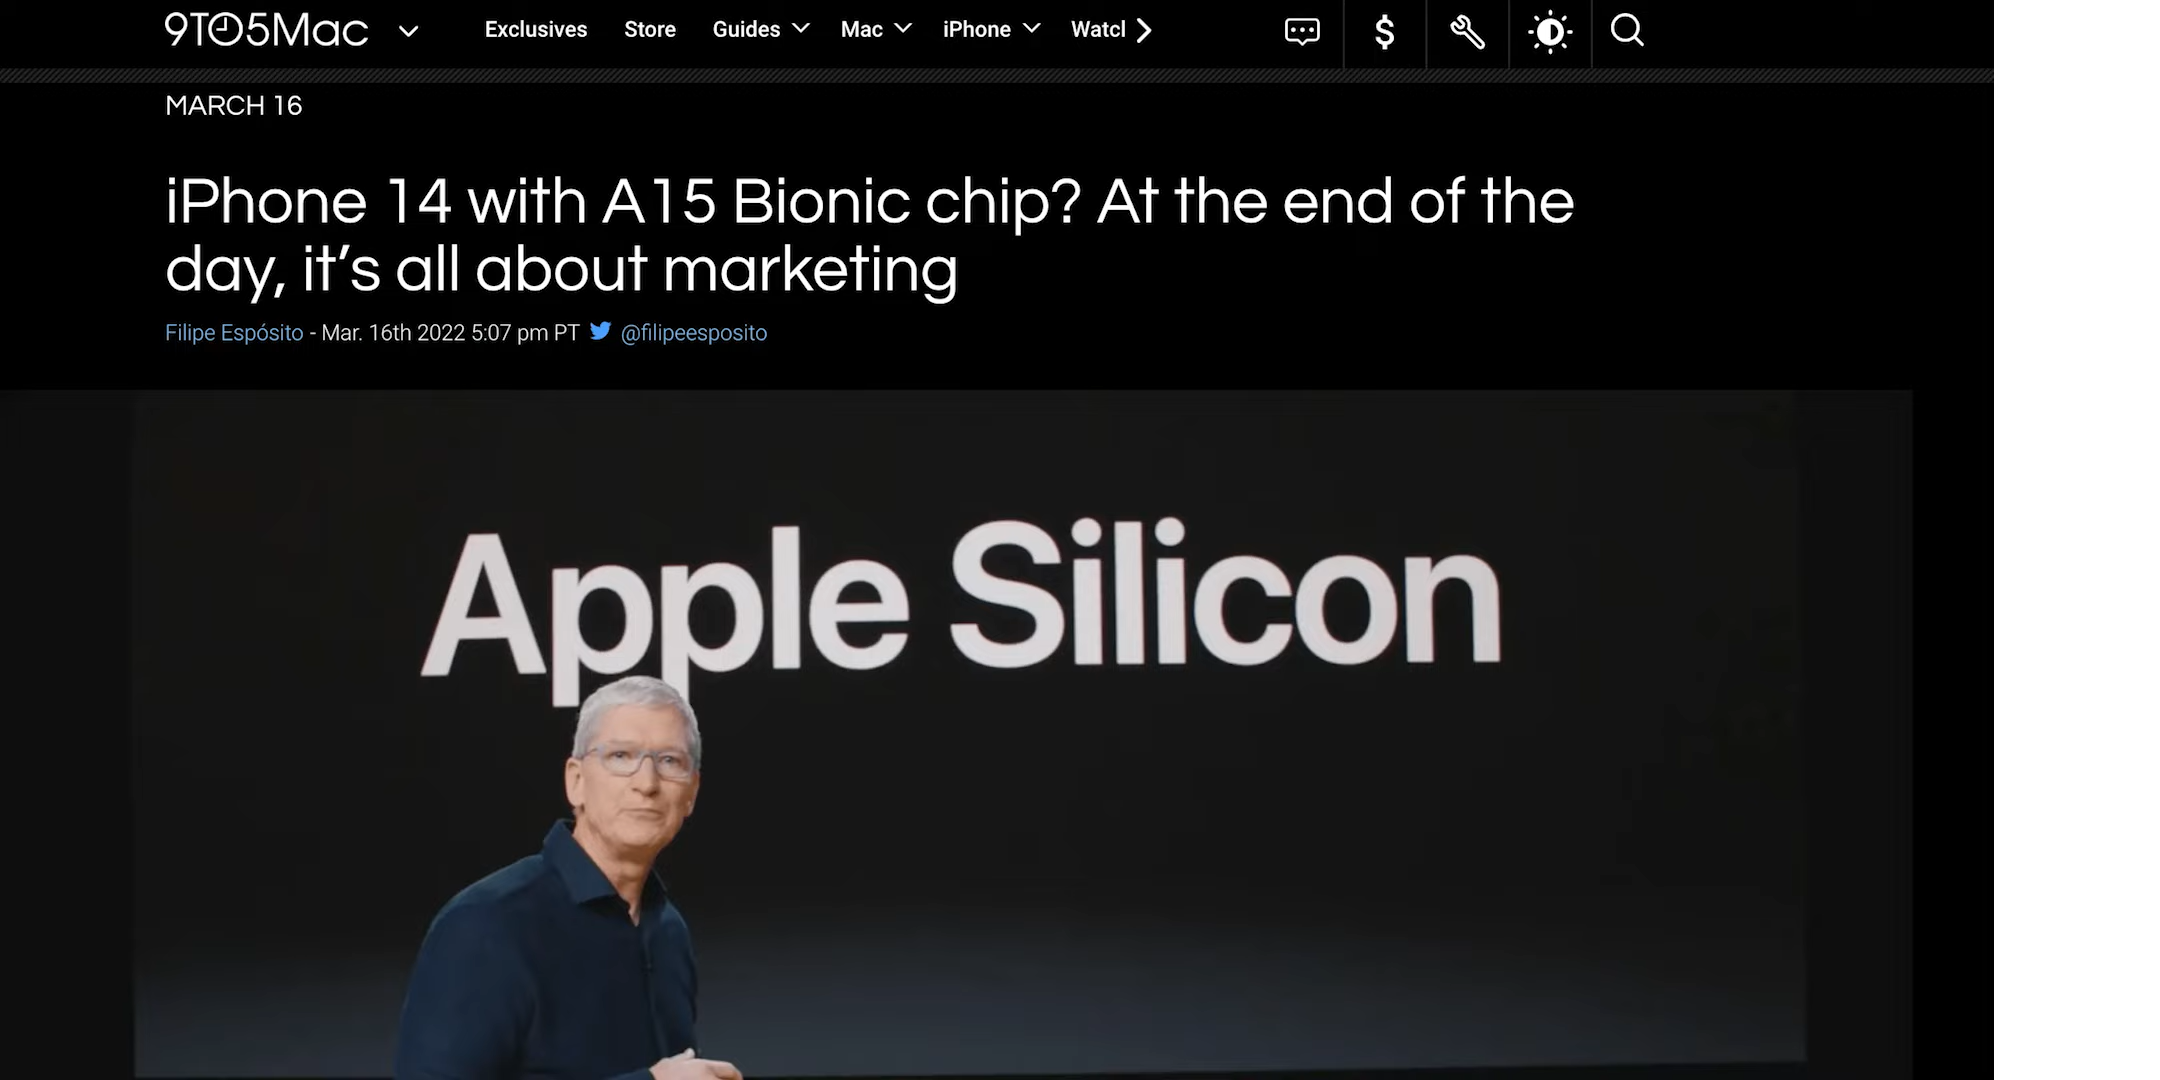 9TO5Mac
Exclusives Store Guides Mac iPhone Watcl
$
MARCH 16
iPhone 14 with A15 Bionic chip? At the end of the
day, it’s all about marketing
Filipe Espósito - Mar. 16th 2022 5:07 pm PT @filipeesposito
Apple Silicon